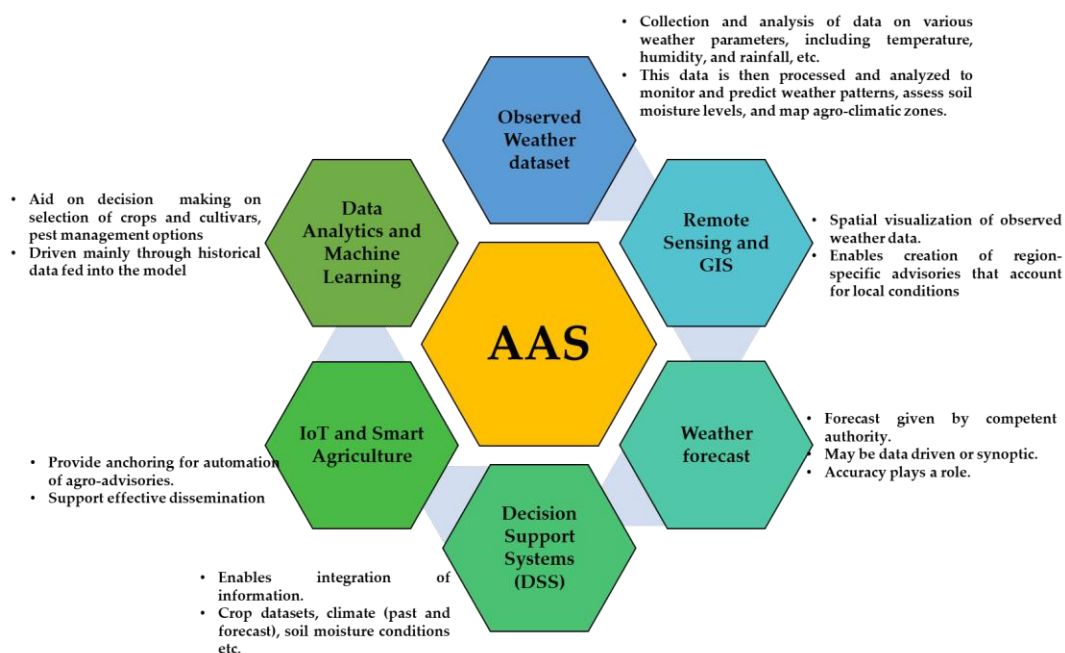 • Collection and analysis of data on various
weather parameters, including temperature,
humidity, and rainfall, etc.
• This data is then processed and analyzed to
monitor and predict weather patterns, assess soil
moisture levels, and map agro-climatic zones.
Observed
Weather
dataset
• Aid on decision making on
selection of crops and cultivars,
pest management options
• Driven mainly through historical
data fed into the model
Data
Analytics and
Machine
Learning
Remote
Sensing and
GIS
• Spatial visualization of observed
weather data.
• Enables creation of region-
specific advisories that account
for local conditions
AAS
• Provide anchoring for automation
of agro-advisories.
• Support effective dissemination
IoT and Smart
Agriculture
Weather
forecast
.
• Forecast given by competent
authority.
• May be data driven or synoptic.
• Accuracy plays a role.
Decision
Support
Systems
(DSS)
• Enables integration of
information.
• Crop datasets, climate (past and
forecast), soil moisture conditions
etc.